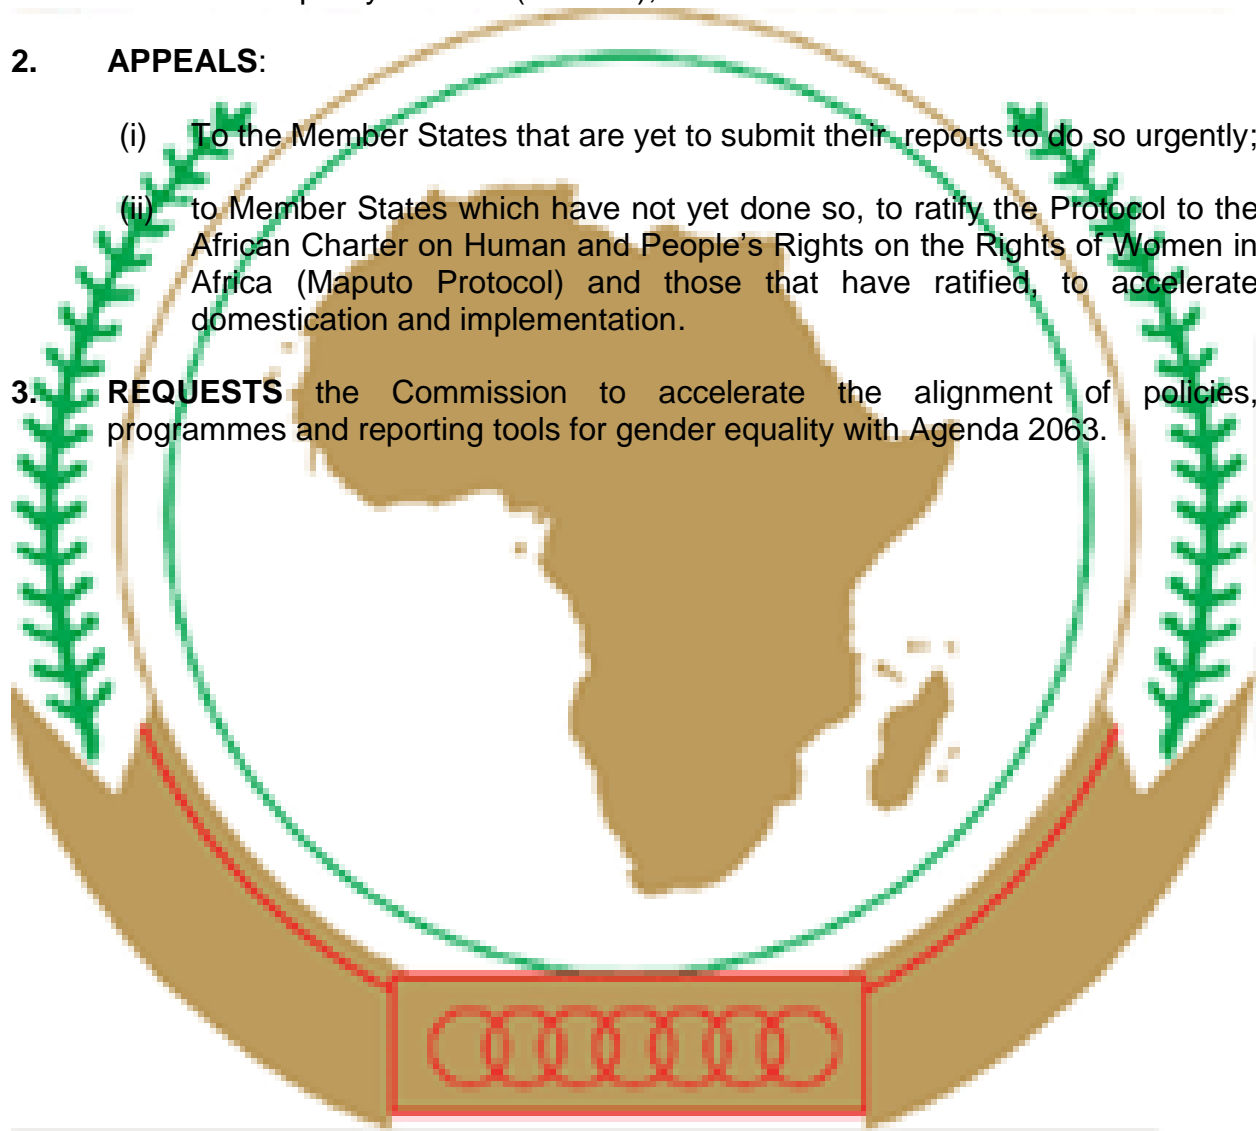 2. APPEALS:
(i) To the Member States that are yet to submit their reports to do so urgently;
(ii) to Member States which have not yet done so, to ratify the Protocol to the
African Charter on Human and People’s Rights on the Rights of Women in
Africa (Maputo Protocol) and those that have ratified, to accelerate
domestication and implementation.
3. REQUESTS the Commission to accelerate the alignment of policies,
programmes and reporting tools for gender equality with Agenda 2063.